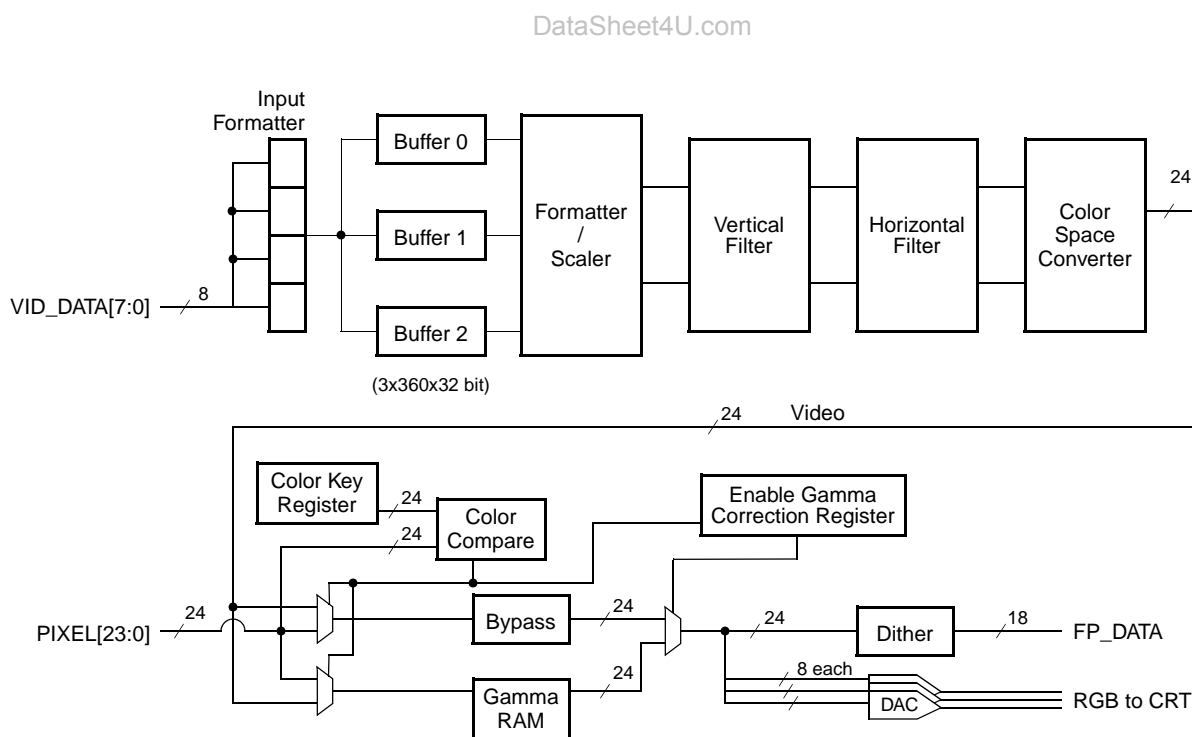 DataSheet4U.com
Input
Formatter
Buffer 0
Buffer 1
Buffer 2
(3x360x32 bit)
Formatter
/
Scaler
Vertical
Filter
Horizontal
Filter
Color
Space
Converter
24
VID_DATA[7:0]
8
24
Video
Color Key
Register
24
Color
Compare
24
Enable Gamma
Correction Register
PIXEL[23:0]
24
Bypass
24
Gamma
RAM
24
24
Dither
18
FP_DATA
8 each
DAC
RGB to CRT